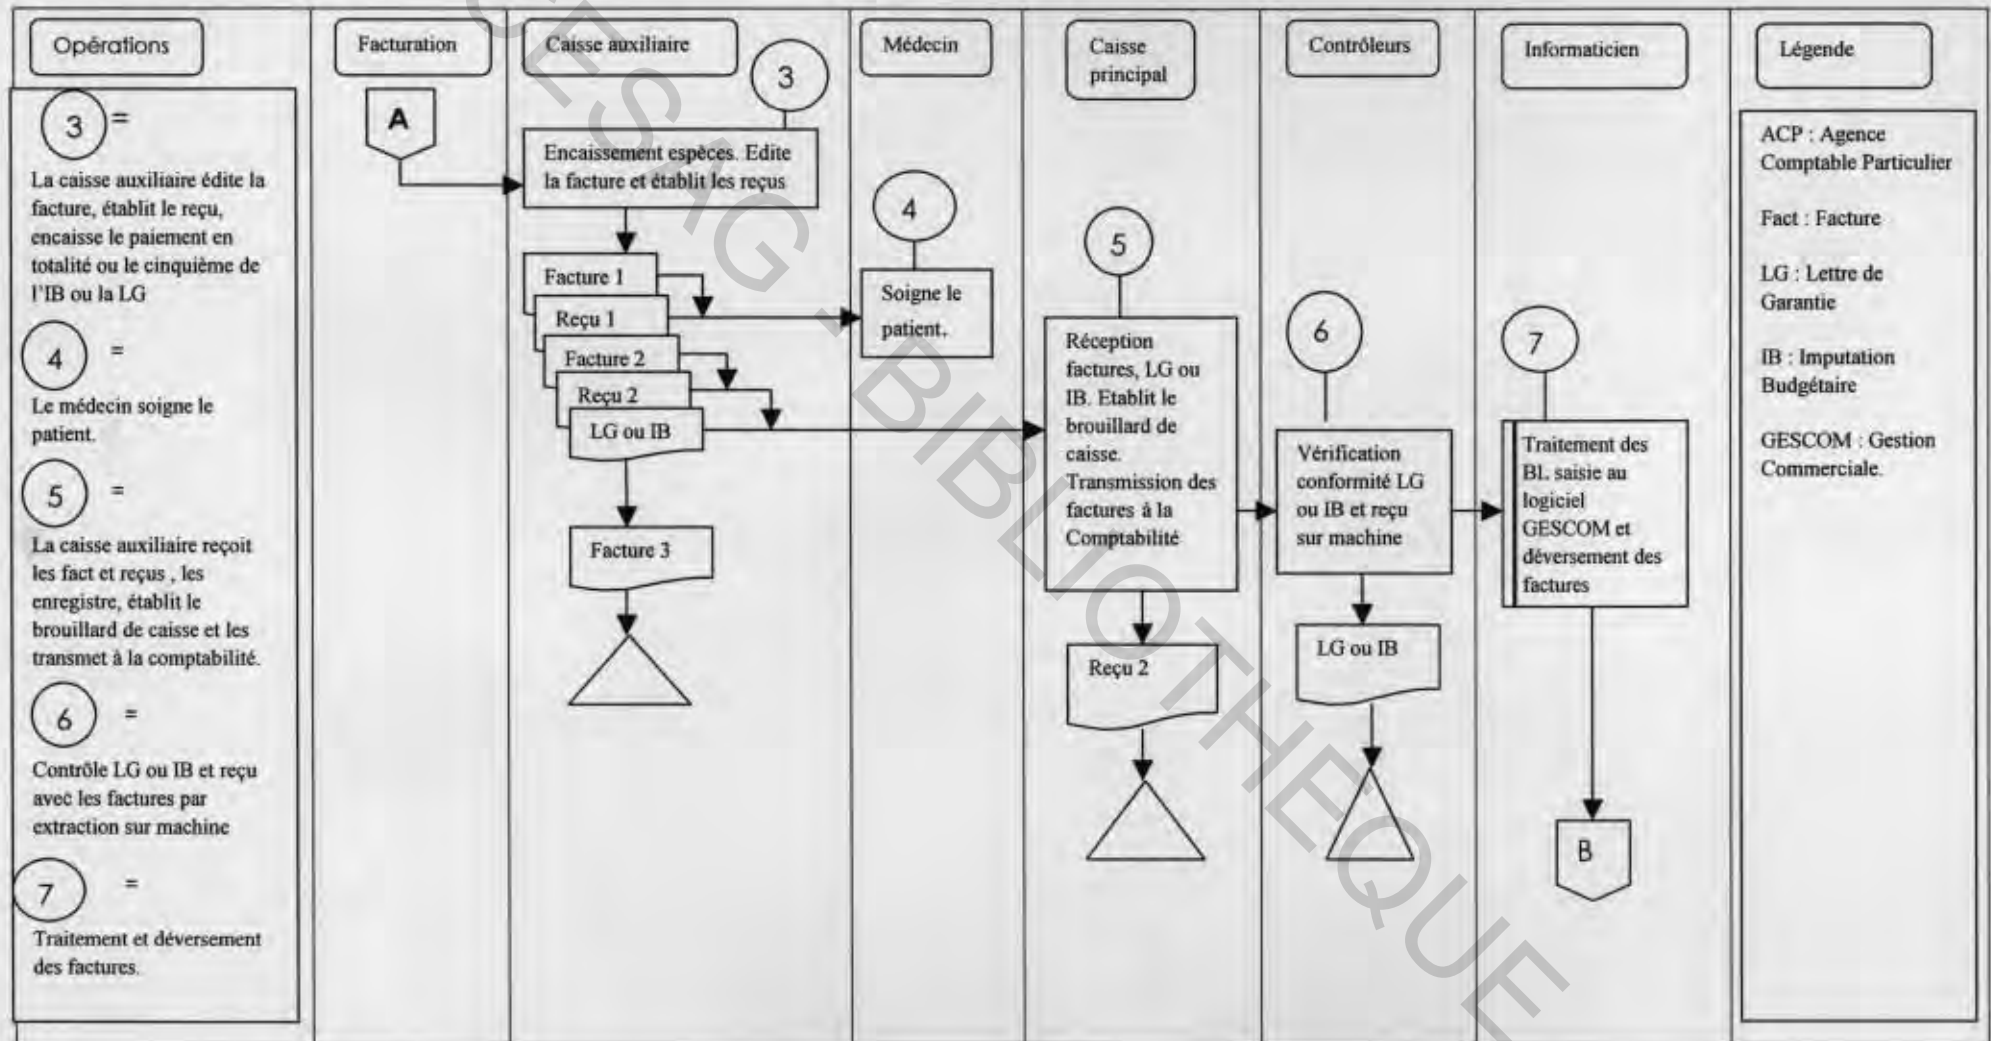 Opérations
3 =
La caisse auxiliaire édite la
facture, établit le reçu,
encaisse le paiement en
totalité ou le cinquième de
l'IB ou la LG
4 =
Le médecin soigne le
patient.
5 =
La caisse auxiliaire reçoit
les fact et reçus , les
enregistre, établit le
brouillard de caisse et les
transmet à la comptabilité.
6 =
Contrôle LG ou IB et reçu
avec les factures par
extraction sur machine
7 =
Traitement et déversement
des factures.
Facturation
A
Caisse auxiliaire
3
Encaissement espèces. Edite
la facture et établit les reçus
Facture 1
Reçu 1
Facture 2
Reçu 2
LG ou IB
Facture 3
Médecin
4
Soigne le
patient.
Caisse
principal
5
Réception
factures, LG ou
IB. Etablit le
brouillard de
caisse.
Transmission des
factures à la
Comptabilité
Reçu 2
Contrôleurs
6
Vérification
conformité LG
ou IB et reçu
sur machine
LG ou IB
Informaticien
7
Traitement des
BL saisie au
logiciel
GESCOM et
déversement des
factures
B
Légende
ACP : Agence
Comptable Particulier
Fact : Facture
LG : Lettre de
Garantie
IB : Imputation
Budgétaire
GESCOM : Gestion
Commerciale.
CESAG - BIBLIOTHEQUE